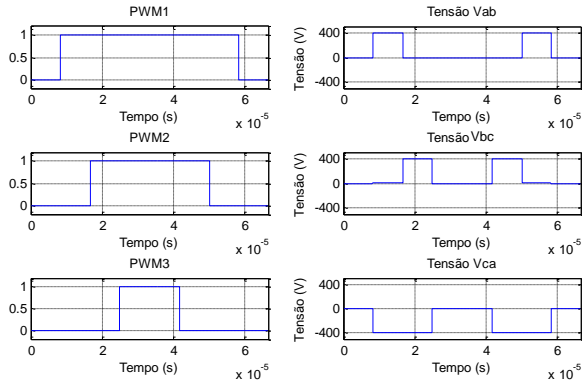 PWM1
1
0.5
0
0 2 4 6
Tempo (s)
x 10^-5
Tensão Vab
Tensão (V)
400
0
-400
0 2 4 6
Tempo (s)
x 10^-5
PWM2
1
0.5
0
0 2 4 6
Tempo (s)
x 10^-5
Tensão Vbc
Tensão (V)
400
0
-400
0 2 4 6
Tempo (s)
x 10^-5
PWM3
1
0.5
0
0 2 4 6
Tempo (s)
x 10^-5
Tensão Vca
Tensão (V)
400
0
-400
0 2 4 6
Tempo (s)
x 10^-5